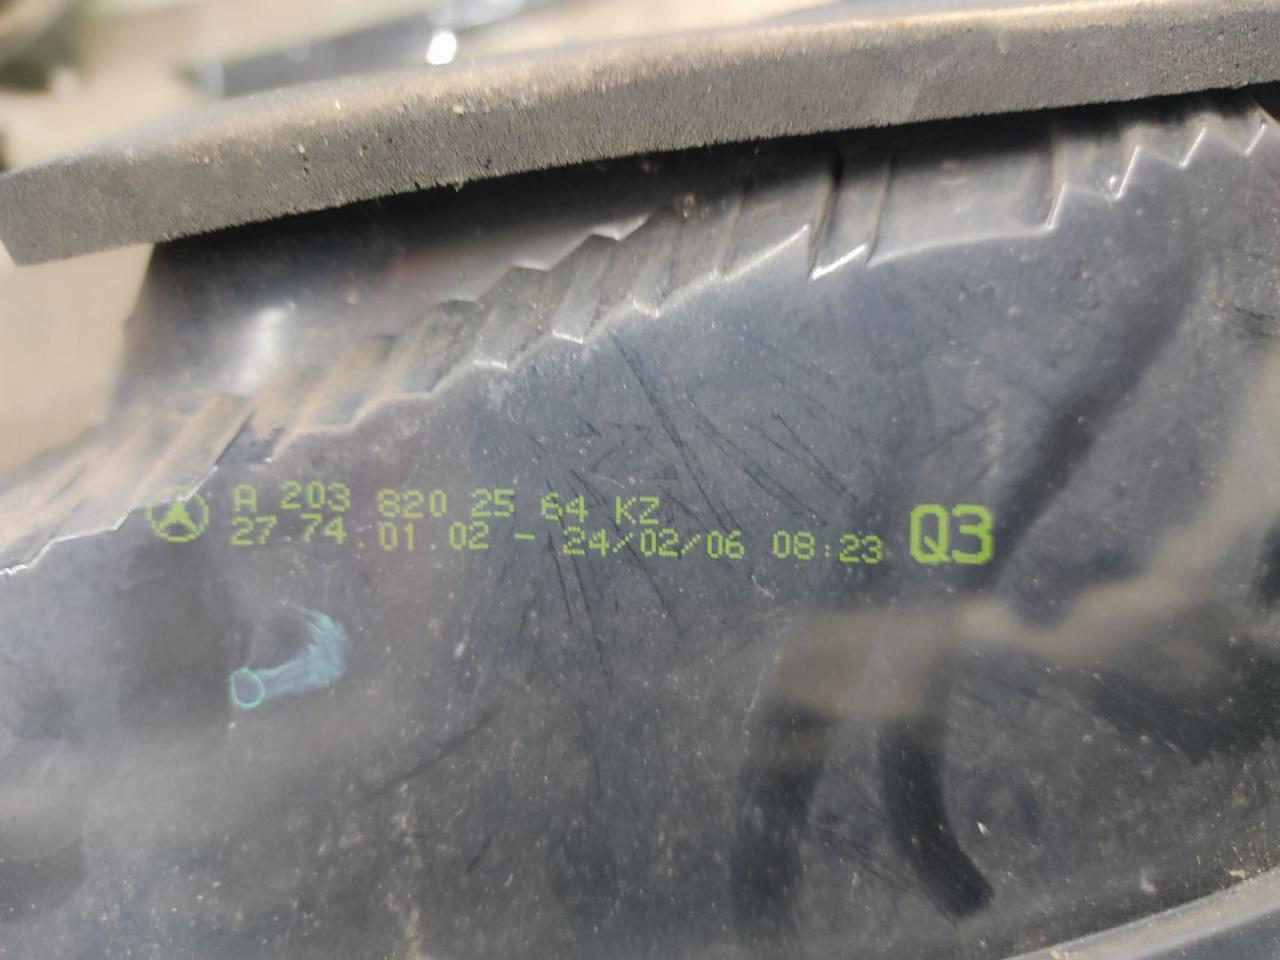 A 203 820 25 64 KZ
27.74.01.02 - 24/02/06 08:23 Q3